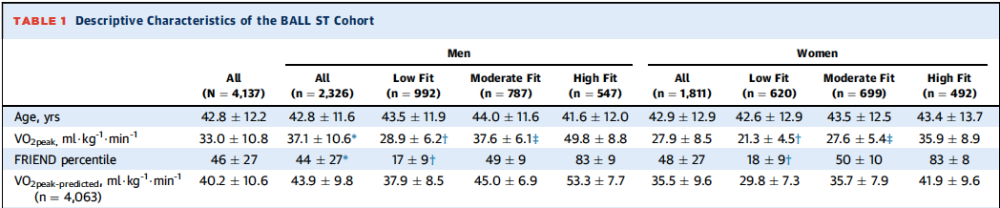 TABLE 1 Descriptive Characteristics of the BALL ST Cohort
Men Women
All Low Fit Moderate Fit High Fit All Low Fit Moderate Fit High Fit
All (N = 4,137) (n = 2,326) (n = 992) (n = 787) (n = 547) (n = 1,811) (n = 620) (n = 699) (n = 492)
Age, yrs 42.8 ± 12.2 42.8 ± 11.6 43.5 ± 11.9 44.0 ± 11.6 41.6 ± 12.0 42.9 ± 12.9 42.6 ± 12.9 43.5 ± 12.5 43.4 ± 13.7
VO2peak, ml·kg-1·min-1 33.0 ± 10.8 37.1 ± 10.6* 28.9 ± 6.2† 37.6 ± 6.1‡ 49.8 ± 8.8 27.9 ± 8.5 21.3 ± 4.5† 27.6 ± 5.4‡ 35.9 ± 8.9
FRIEND percentile 46 ± 27 44 ± 27* 17 ± 9† 49 ± 9 83 ± 9 48 ± 27 18 ± 9† 50 ± 10 83 ± 8
VO2peak-predicted, ml·kg-1·min-1 40.2 ± 10.6 43.9 ± 9.8 37.9 ± 8.5 45.0 ± 6.9 53.3 ± 7.7 35.5 ± 9.6 29.8 ± 7.3 35.7 ± 7.9 41.9 ± 9.6
(n = 4,063)